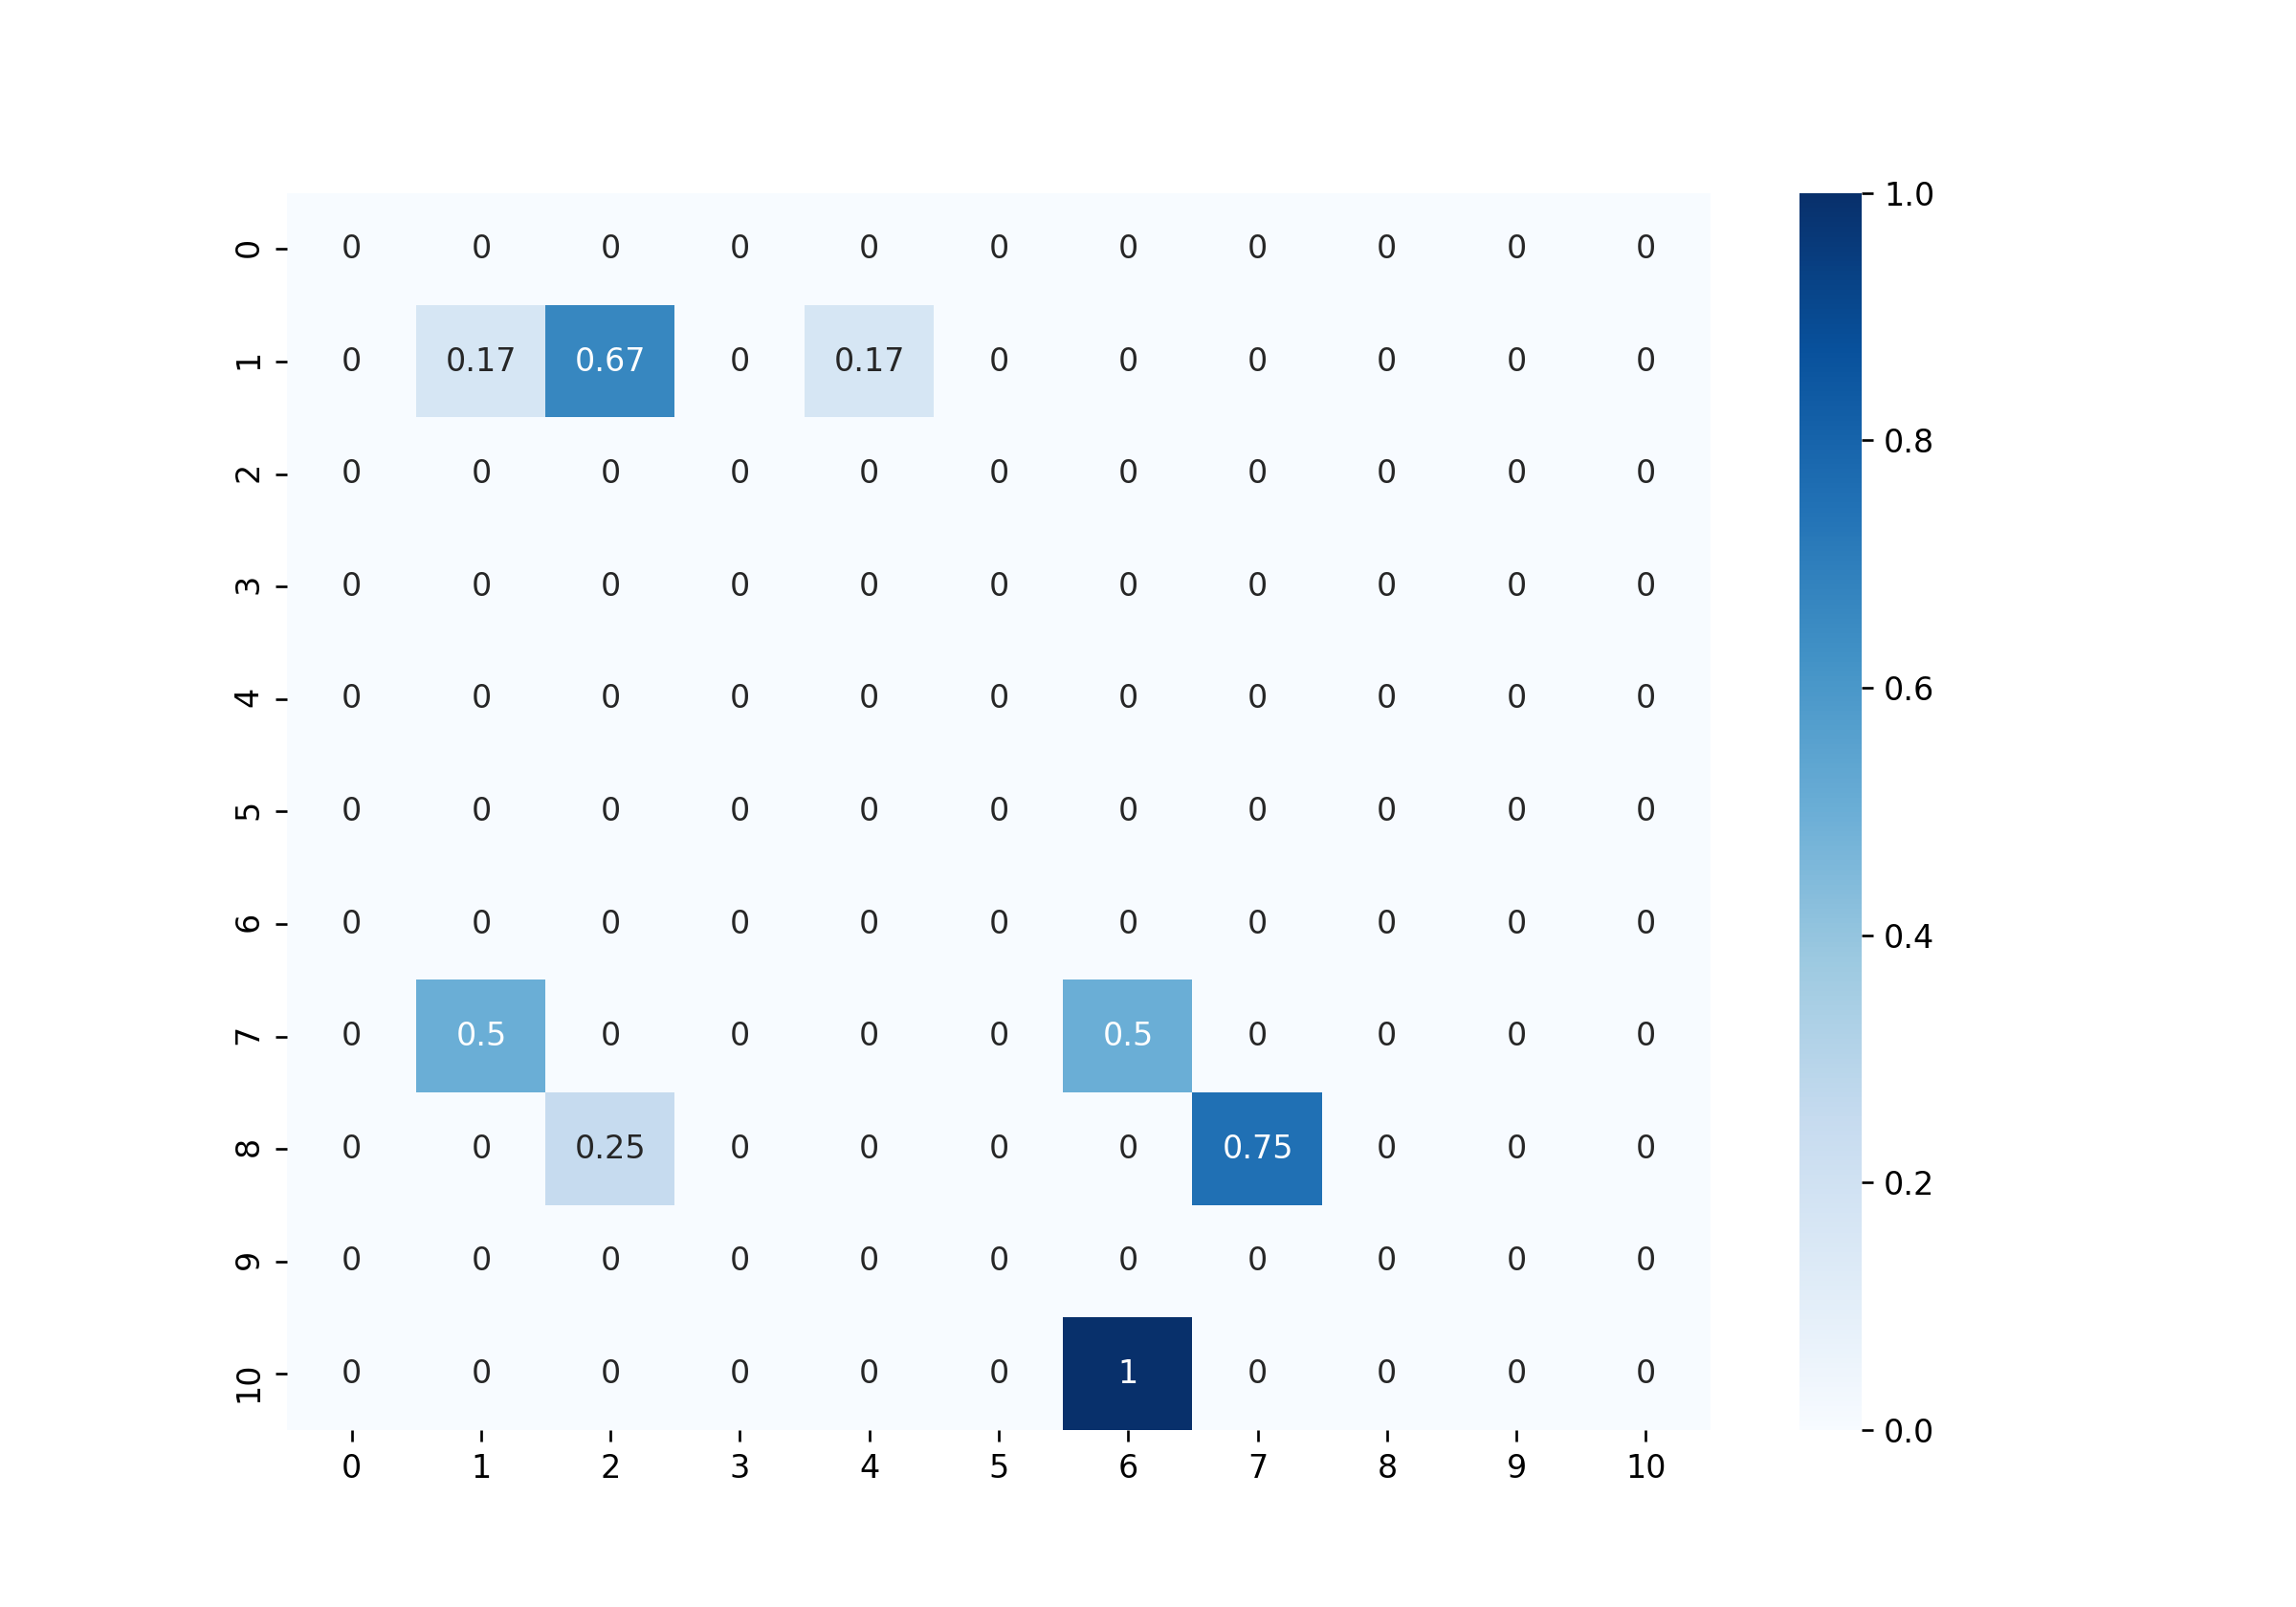 0 0 0 0 0 0 0 0 0 0 0 0
1 0 0.17 0.67 0 0.17 0 0 0 0 0 0
2 0 0 0 0 0 0 0 0 0 0 0
3 0 0 0 0 0 0 0 0 0 0 0
4 0 0 0 0 0 0 0 0 0 0 0
5 0 0 0 0 0 0 0 0 0 0 0
6 0 0 0 0 0 0 0 0 0 0 0
7 0 0.5 0 0 0 0 0.5 0 0 0 0
8 0 0 0.25 0 0 0 0 0.75 0 0 0
9 0 0 0 0 0 0 0 0 0 0 0
10 0 0 0 0 0 0 1 0 0 0 0
0 1 2 3 4 5 6 7 8 9 10
1.0
0.8
0.6
0.4
0.2
0.0